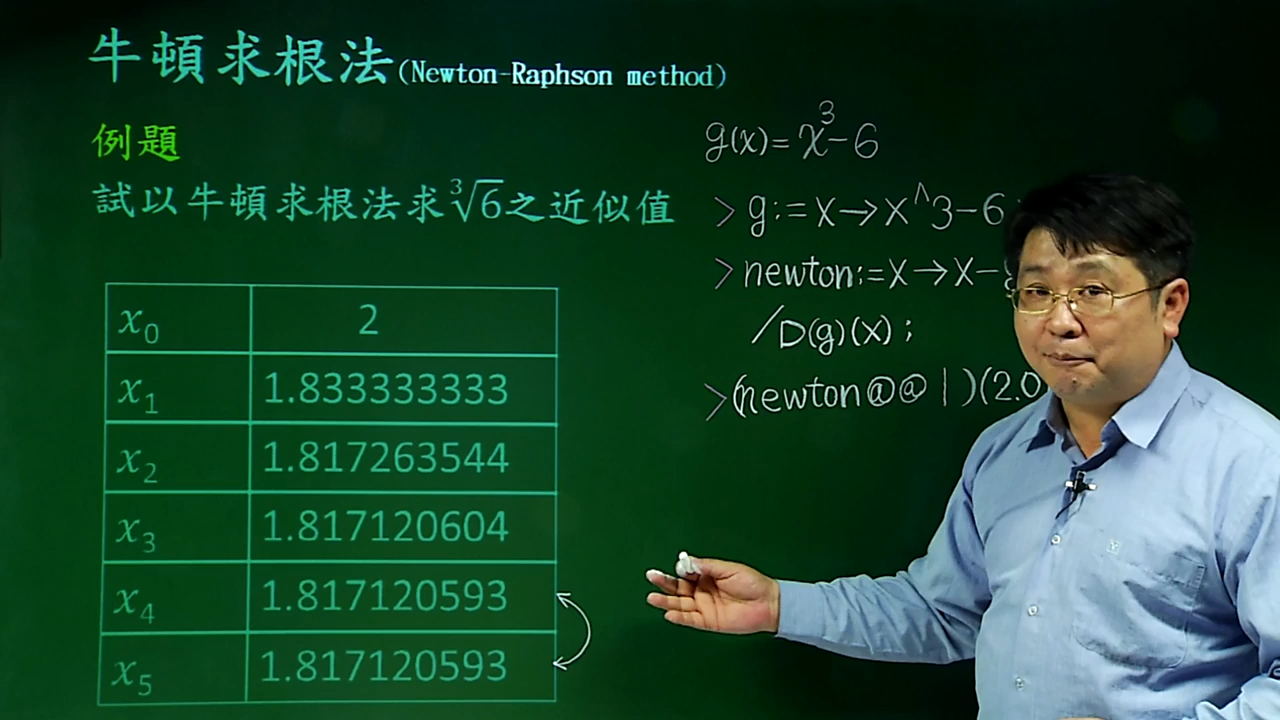 牛頓求根法(Newton-Raphson method)
例題
試以牛頓求根法求∛6之近似值
x₀ 2
x₁ 1.833333333
x₂ 1.817263544
x₃ 1.817120604
x₄ 1.817120593
x₅ 1.817120593
g(x)=x³-6
>g:=x→x^3-6
>newton:=x→x-
/D(g)(x);
>(newton@@1)(2.0